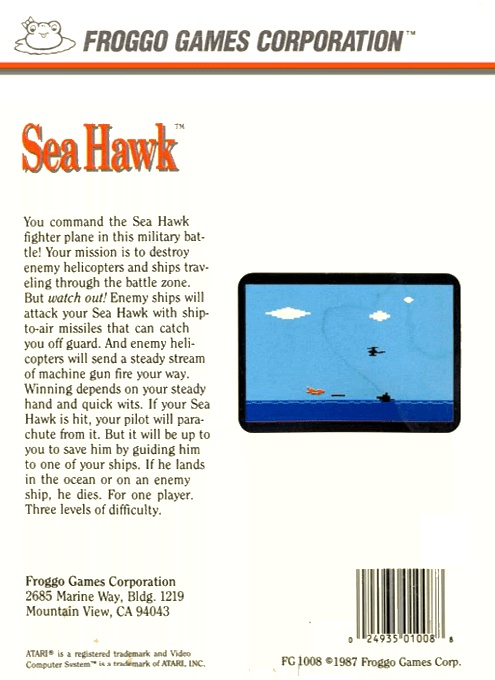 FROGGO GAMES CORPORATION™
Sea Hawk™
You command the Sea Hawk
fighter plane in this military bat-
tle! Your mission is to destroy
enemy helicopters and ships trav-
eling through the battle zone.
But watch out! Enemy ships will
attack your Sea Hawk with ship-
to-air missiles that can catch
you off guard. And enemy heli-
copters will send a steady stream
of machine gun fire your way.
Winning depends on your steady
hand and quick wits. If your Sea
Hawk is hit, your pilot will para-
chute from it. But it will be up to
you to save him by guiding him
to one of your ships. If he lands
in the ocean or on an enemy
ship, he dies. For one player.
Three levels of difficulty.
Froggo Games Corporation
2685 Marine Way, Bldg. 1219
Mountain View, CA 94043
0 24935 01008 8
ATARI® is a registered trademark and Video
Computer System™ is a trademark of ATARI, INC.
FG 1008 ©1987 Froggo Games Corp.